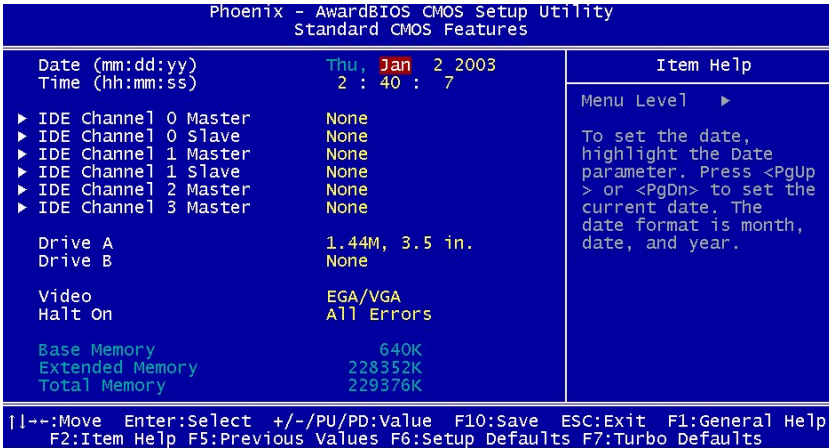 Phoenix - AwardBIOS CMOS Setup Utility
Standard CMOS Features
Date (mm:dd:yy) Thu, Jan 2 2003
Time (hh:mm:ss) 2 : 40 : 7
▶ IDE Channel 0 Master None
▶ IDE Channel 0 Slave None
▶ IDE Channel 1 Master None
▶ IDE Channel 1 Slave None
▶ IDE Channel 2 Master None
▶ IDE Channel 3 Master None
Drive A 1.44M, 3.5 in.
Drive B None
Video EGA/VGA
Halt On All Errors
Base Memory 640K
Extended Memory 228352K
Total Memory 229376K
Item Help
Menu Level ▶
To set the date,
highlight the Date
parameter. Press <PgUp
> or <PgDn> to set the
current date. The
date format is month,
date, and year.
↑↓→←:Move Enter:Select +/-/PU/PD:Value F10:Save ESC:Exit F1:General Help
F2:Item Help F5:Previous Values F6:Setup Defaults F7:Turbo Defaults